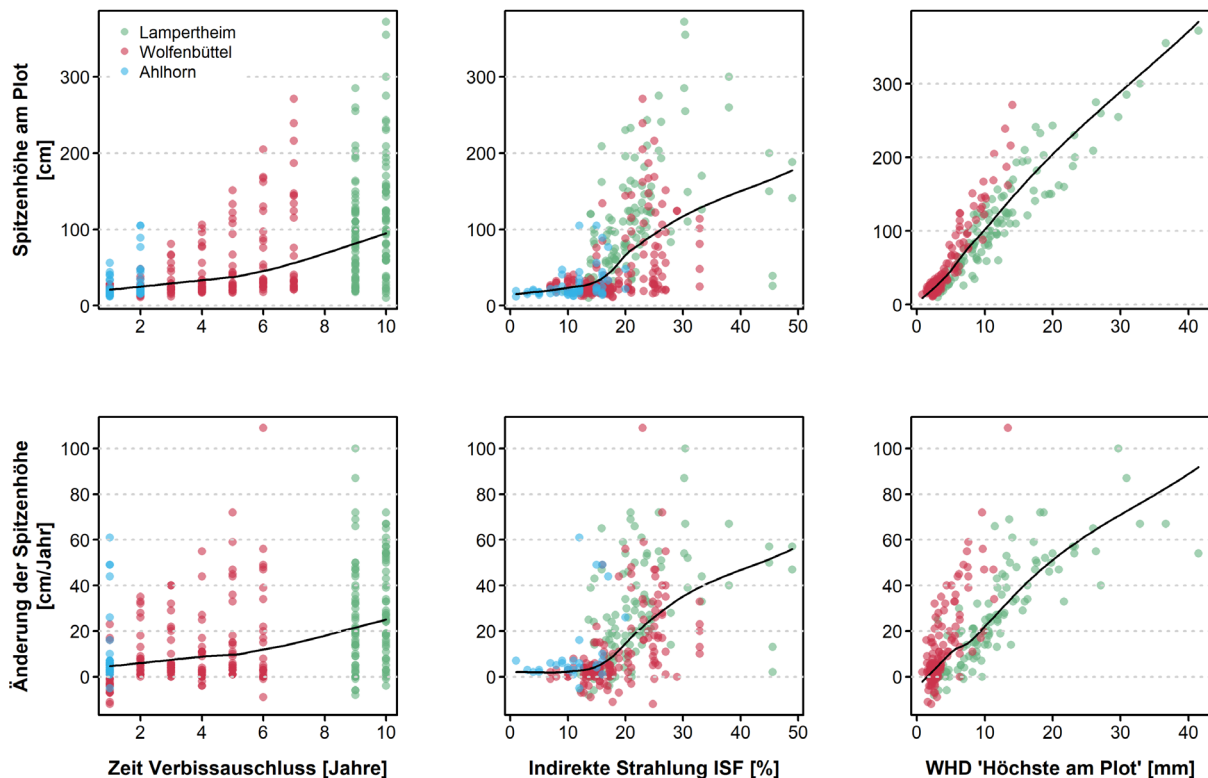 Spitzenhöhe am Plot
[cm]
Lampertheim
Wolfenbüttel
Ahlhorn
300
200
100
0
2 4 6 8 10
300
200
100
0
0 10 20 30 40 50
300
200
100
0
0 10 20 30 40
Änderung der Spitzenhöhe
[cm/Jahr]
100
80
60
40
20
0
2 4 6 8 10
Zeit Verbissauschluss [Jahre]
100
80
60
40
20
0
0 10 20 30 40 50
Indirekte Strahlung ISF [%]
100
80
60
40
20
0
0 10 20 30 40
WHD 'Höchste am Plot' [mm]